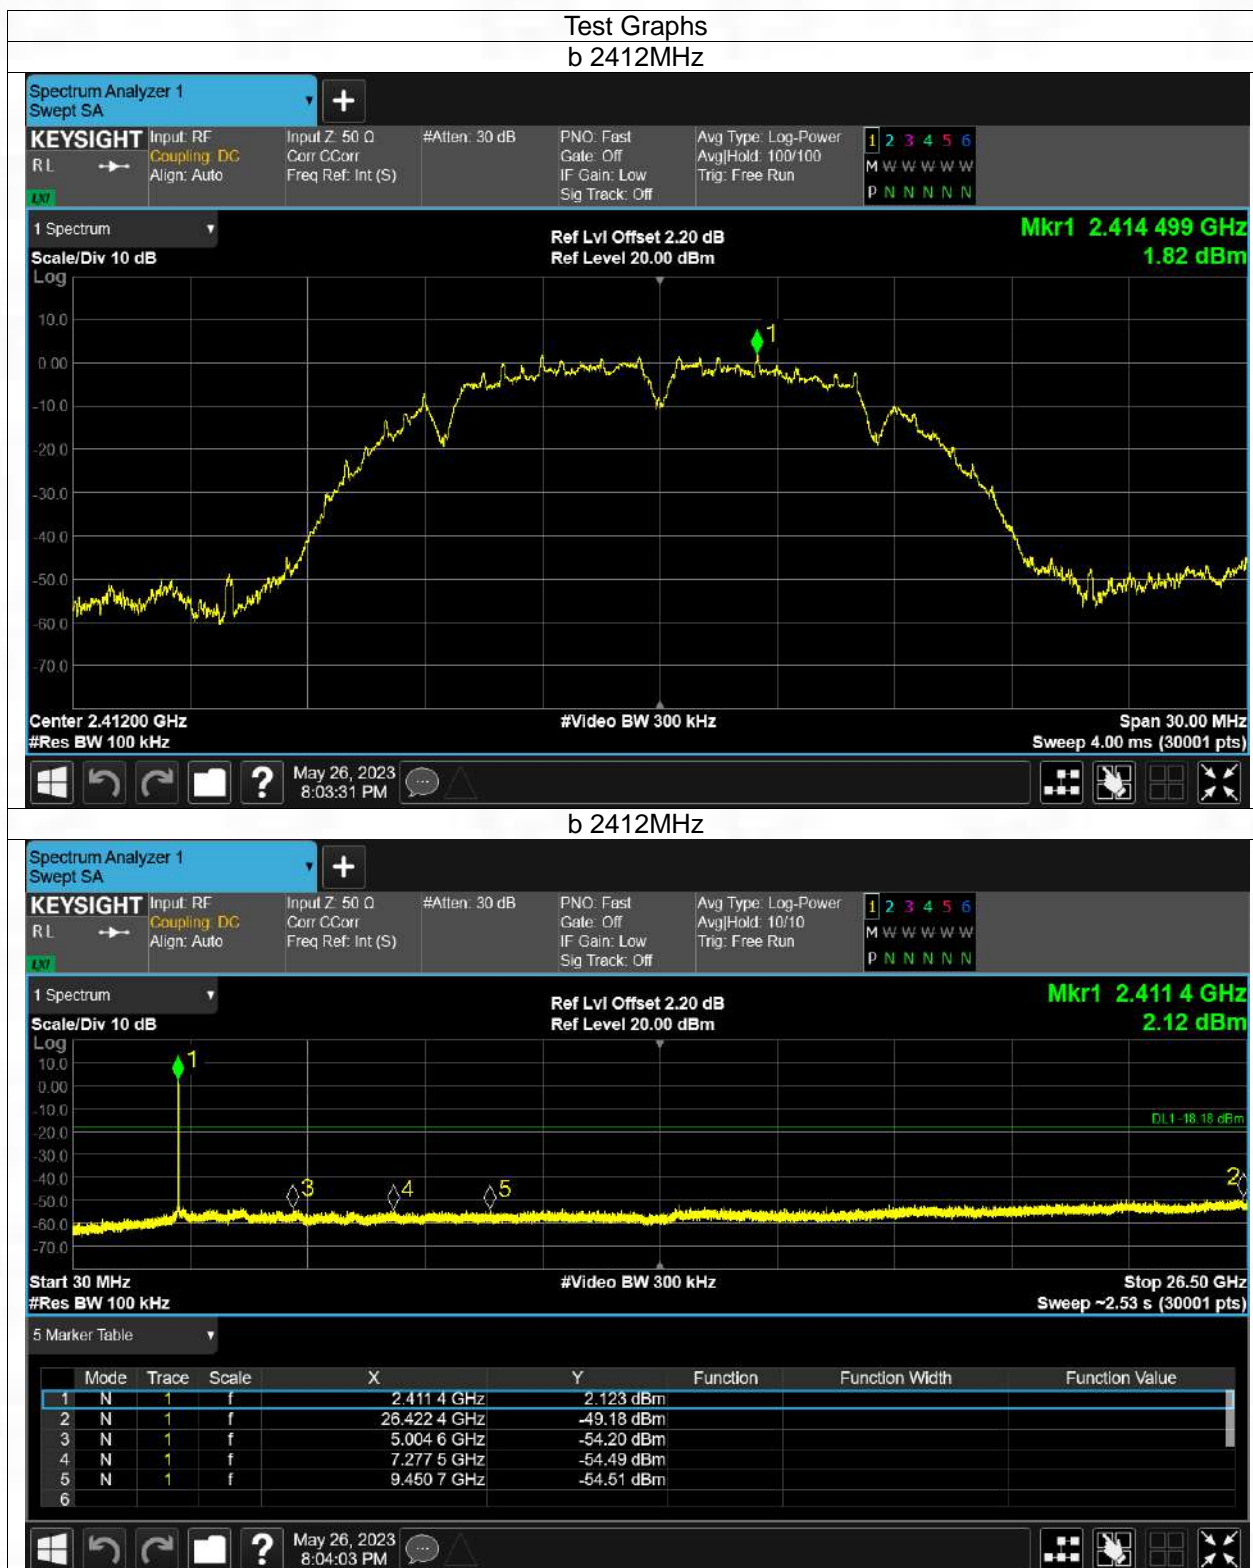 Test Graphs
b 2412MHz
Spectrum Analyzer 1
Swept SA
+
KEYSIGHT Input: RF Input Z: 50 Ω #Atten: 30 dB PNO: Fast Avg Type: Log-Power 1 2 3 4 5 6
RL Coupling: DC Corr CCorr Gate: Off Avg|Hold: 100/100 M W W W W W
Align: Auto Freq Ref: Int (S) IF Gain: Low Trig: Free Run
LXI Sig Track: Off P N N N N N
1 Spectrum Ref Lvl Offset 2.20 dB Mkr1 2.414 499 GHz
Scale/Div 10 dB Ref Level 20.00 dBm 1.82 dBm
Log
10.0
1
0.00
-10.0
-20.0
-30.0
-40.0
-50.0
-60.0
-70.0
Center 2.41200 GHz #Video BW 300 kHz Span 30.00 MHz
#Res BW 100 kHz Sweep 4.00 ms (30001 pts)
? May 26, 2023
8:03:31 PM
b 2412MHz
Spectrum Analyzer 1
Swept SA
+
KEYSIGHT Input: RF Input Z: 50 Ω #Atten: 30 dB PNO: Fast Avg Type: Log-Power 1 2 3 4 5 6
RL Coupling: DC Corr CCorr Gate: Off Avg|Hold: 10/10 M W W W W W
Align: Auto Freq Ref: Int (S) IF Gain: Low Trig: Free Run
LXI Sig Track: Off P N N N N N
1 Spectrum Ref Lvl Offset 2.20 dB Mkr1 2.411 4 GHz
Scale/Div 10 dB Ref Level 20.00 dBm 2.12 dBm
Log
10.0 1
0.00
-10.0 DL1 -18.18 dBm
-20.0
-30.0
-40.0 3 4 5 2
-50.0
-60.0
-70.0
Start 30 MHz #Video BW 300 kHz Stop 26.50 GHz
#Res BW 100 kHz Sweep ~2.53 s (30001 pts)
5 Marker Table
Mode Trace Scale X Y Function Function Width Function Value
1 N 1 f 2.411 4 GHz 2.123 dBm
2 N 1 f 26.422 4 GHz -49.18 dBm
3 N 1 f 5.004 6 GHz -54.20 dBm
4 N 1 f 7.277 5 GHz -54.49 dBm
5 N 1 f 9.450 7 GHz -54.51 dBm
6
? May 26, 2023
8:04:03 PM